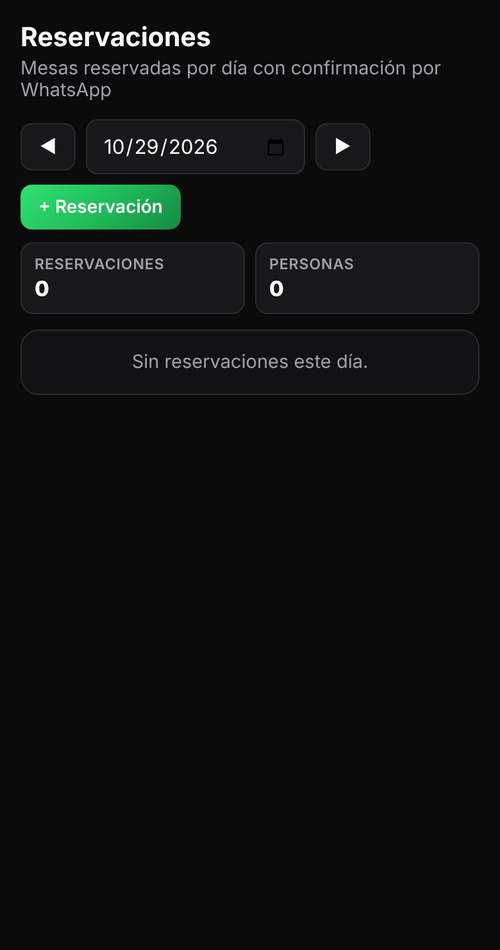 Reservaciones
Mesas reservadas por día con confirmación por
WhatsApp
◀ 10/29/2026 ▶
+ Reservación
RESERVACIONES PERSONAS
0 0
Sin reservaciones este día.